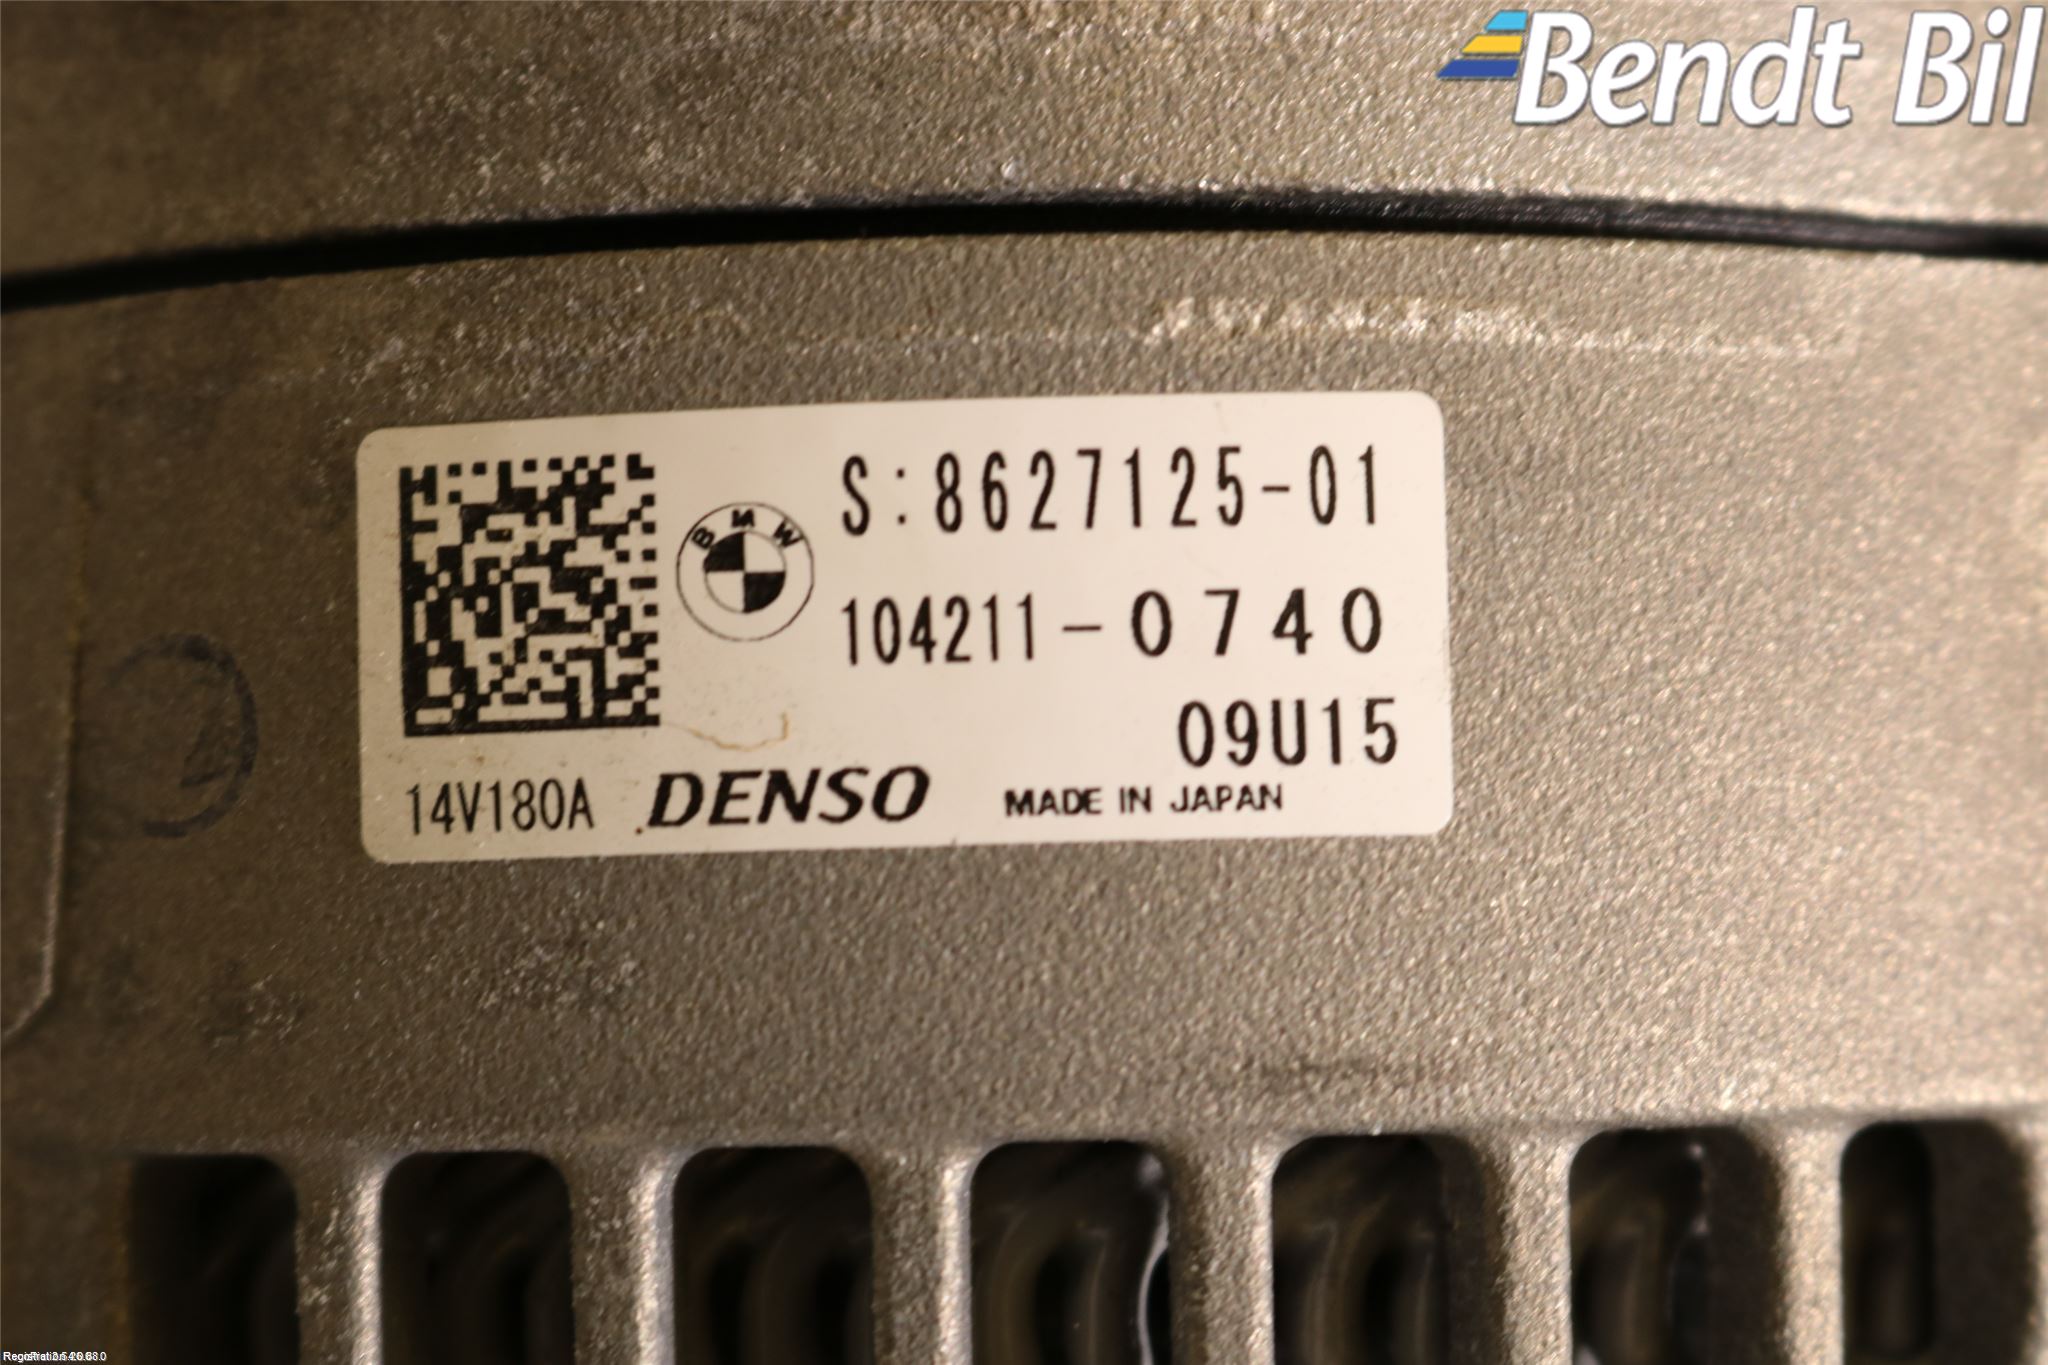 Bendt Bil
S:8627125-01
BMW
104211-0740
09U15
14V180A DENSO MADE IN JAPAN